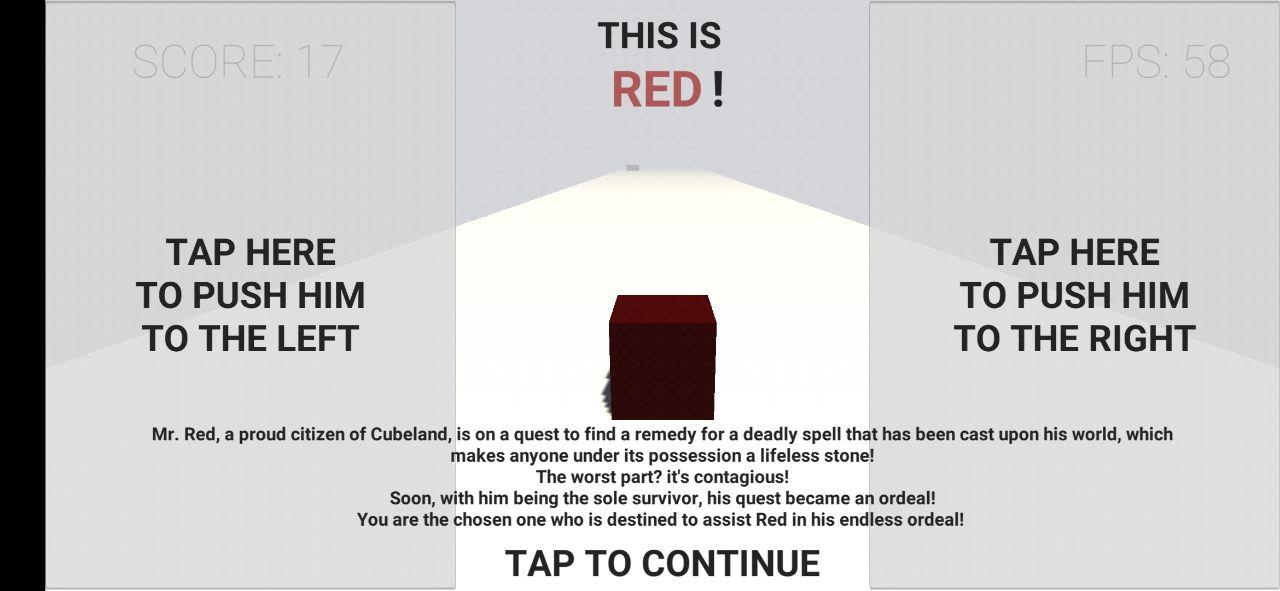 THIS IS
RED !
SCORE: 17
FPS: 58
TAP HERE
TO PUSH HIM
TO THE LEFT
TAP HERE
TO PUSH HIM
TO THE RIGHT
Mr. Red, a proud citizen of Cubeland, is on a quest to find a remedy for a deadly spell that has been cast upon his world, which
makes anyone under its possession a lifeless stone!
The worst part? it's contagious!
Soon, with him being the sole survivor, his quest became an ordeal!
You are the chosen one who is destined to assist Red in his endless ordeal!
TAP TO CONTINUE